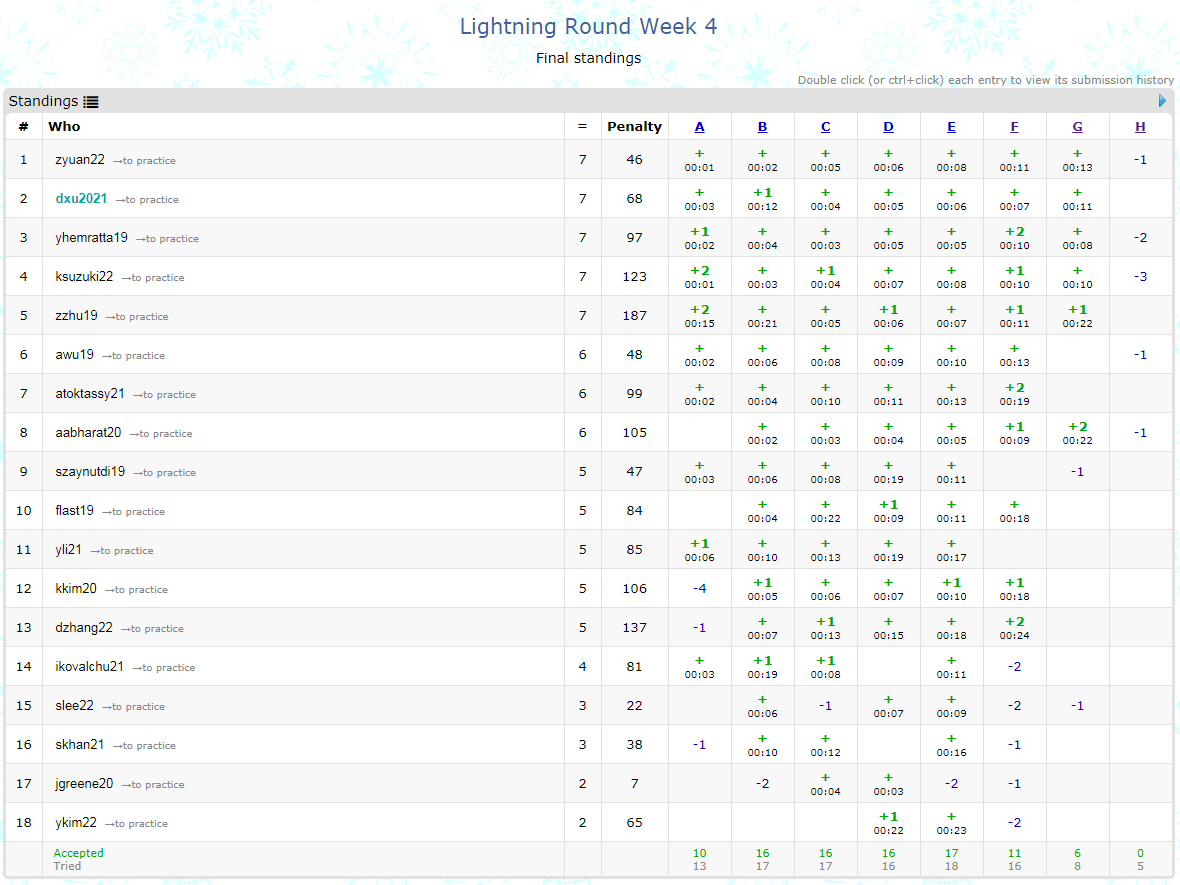 Lightning Round Week 4
Final standings
Double click (or ctrl+click) each entry to view its submission history
Standings
# Who = Penalty A B C D E F G H
1 zyuan22 →to practice 7 46 + + + + + + + -1
00:01 00:02 00:05 00:06 00:08 00:11 00:13
2 dxu2021 →to practice 7 68 + +1 + + + + +
00:03 00:12 00:04 00:05 00:06 00:07 00:11
3 yhemratta19 →to practice 7 97 +1 + + + + +2 + -2
00:02 00:04 00:03 00:05 00:05 00:10 00:08
4 ksuzuki22 →to practice 7 123 +2 + +1 + + +1 + -3
00:01 00:03 00:04 00:07 00:08 00:10 00:10
5 zzhu19 →to practice 7 187 +2 + + +1 + +1 +1
00:15 00:21 00:05 00:06 00:07 00:11 00:22
6 awu19 →to practice 6 48 + + + + + + -1
00:02 00:06 00:08 00:09 00:10 00:13
7 atoktassy21 →to practice 6 99 + + + + + +2
00:02 00:04 00:10 00:11 00:13 00:19
8 aabharat20 →to practice 6 105 + + + + +1 +2 -1
00:02 00:03 00:04 00:05 00:09 00:22
9 szaynutdi19 →to practice 5 47 + + + + + -1
00:03 00:06 00:08 00:19 00:11
10 flast19 →to practice 5 84 + + +1 + +
00:04 00:22 00:09 00:11 00:18
11 yli21 →to practice 5 85 +1 + + + +
00:06 00:10 00:13 00:19 00:17
12 kkim20 →to practice 5 106 -4 +1 + + +1 +1
00:05 00:06 00:07 00:10 00:18
13 dzhang22 →to practice 5 137 -1 + +1 + + +2
00:07 00:13 00:15 00:18 00:24
14 ikovalchu21 →to practice 4 81 + +1 +1 + -2
00:03 00:19 00:08 00:11
15 slee22 →to practice 3 22 + -1 + + -2 -1
00:06 00:07 00:09
16 skhan21 →to practice 3 38 -1 + + + -1
00:10 00:12 00:16
17 jgreene20 →to practice 2 7 -2 + + -2 -1
00:04 00:03
18 ykim22 →to practice 2 65 +1 + -2
00:22 00:23
Accepted 10 16 16 16 17 11 6 0
Tried 13 17 17 16 18 16 8 5